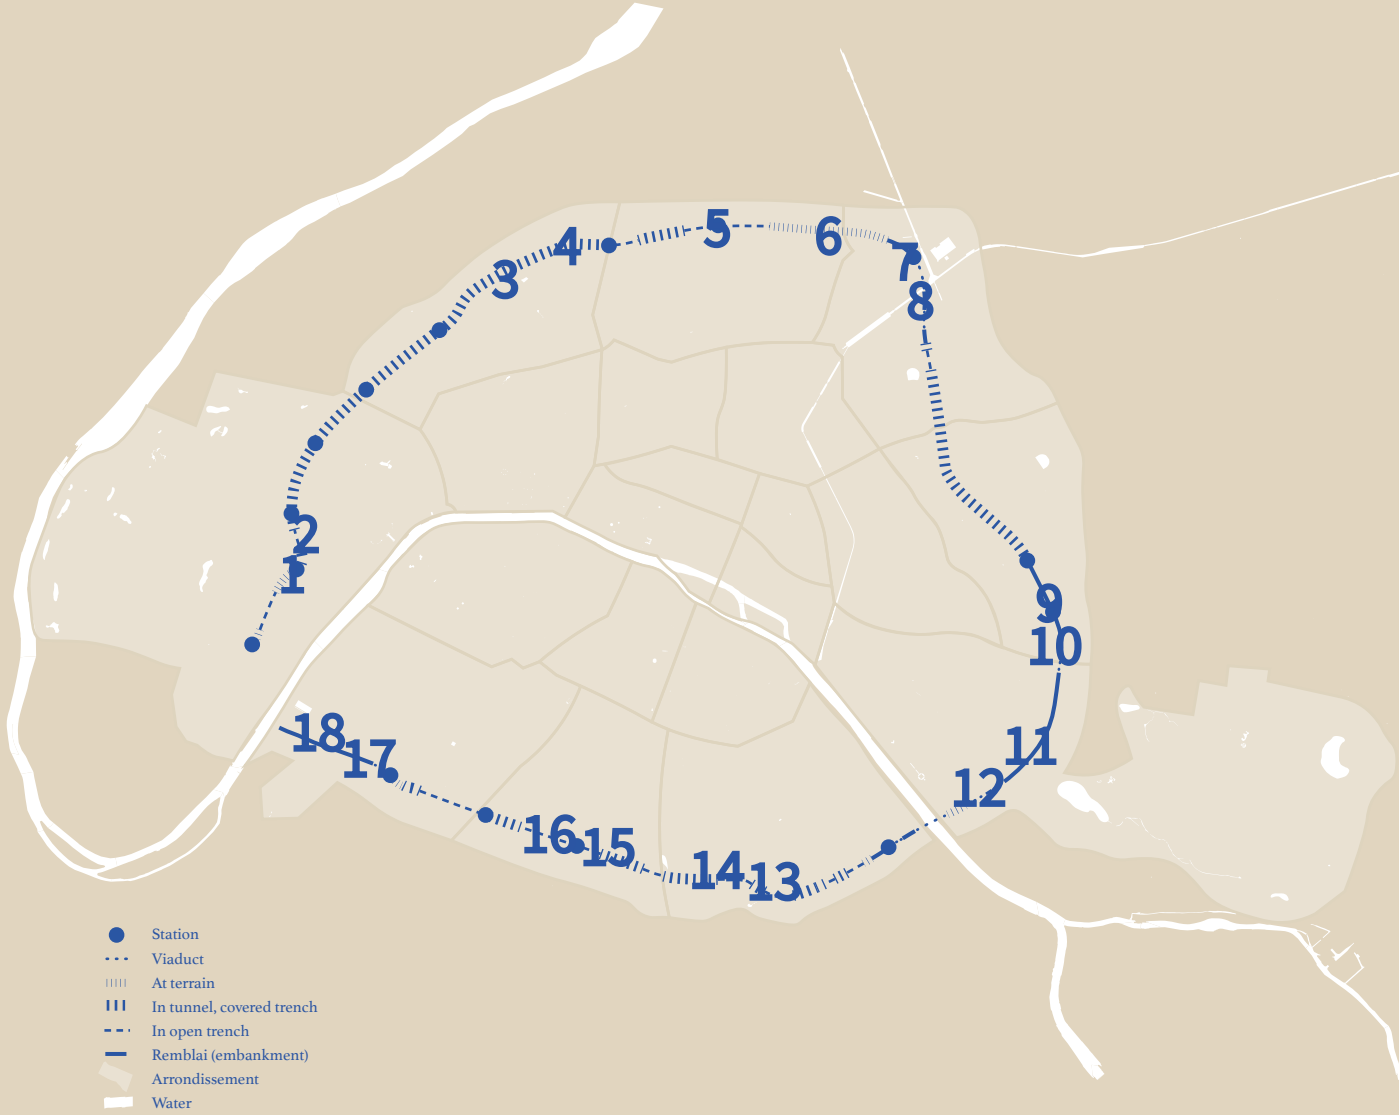 5
6
4
7
3
8
2
1
9
10
18
17
11
12
16
15
14
13
Station
Viaduct
At terrain
In tunnel, covered trench
In open trench
Remblai (embankment)
Arrondissement
Water